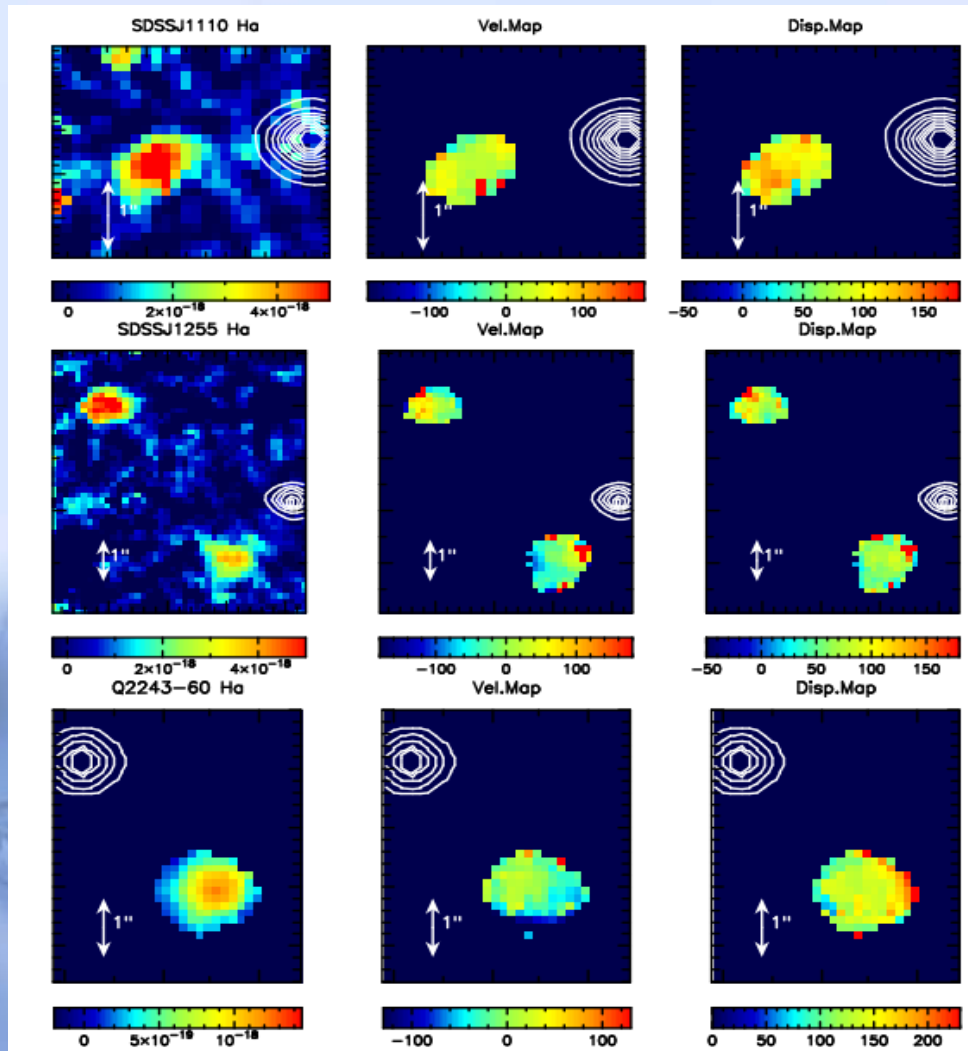 SDSSJ1110 Ha Vel.Map Disp.Map
1" 1" 1"
0 2×10⁻¹⁸ 4×10⁻¹⁸ −100 0 100 −50 0 50 100 150
SDSSJ1255 Ha Vel.Map Disp.Map
1" 1" 1"
0 2×10⁻¹⁸ 4×10⁻¹⁸ −100 0 100 −50 0 50 100 150
Q2243−60 Ha Vel.Map Disp.Map
1" 1" 1"
0 5×10⁻¹⁹ 10⁻¹⁸ −100 0 100 0 50 100 150 200